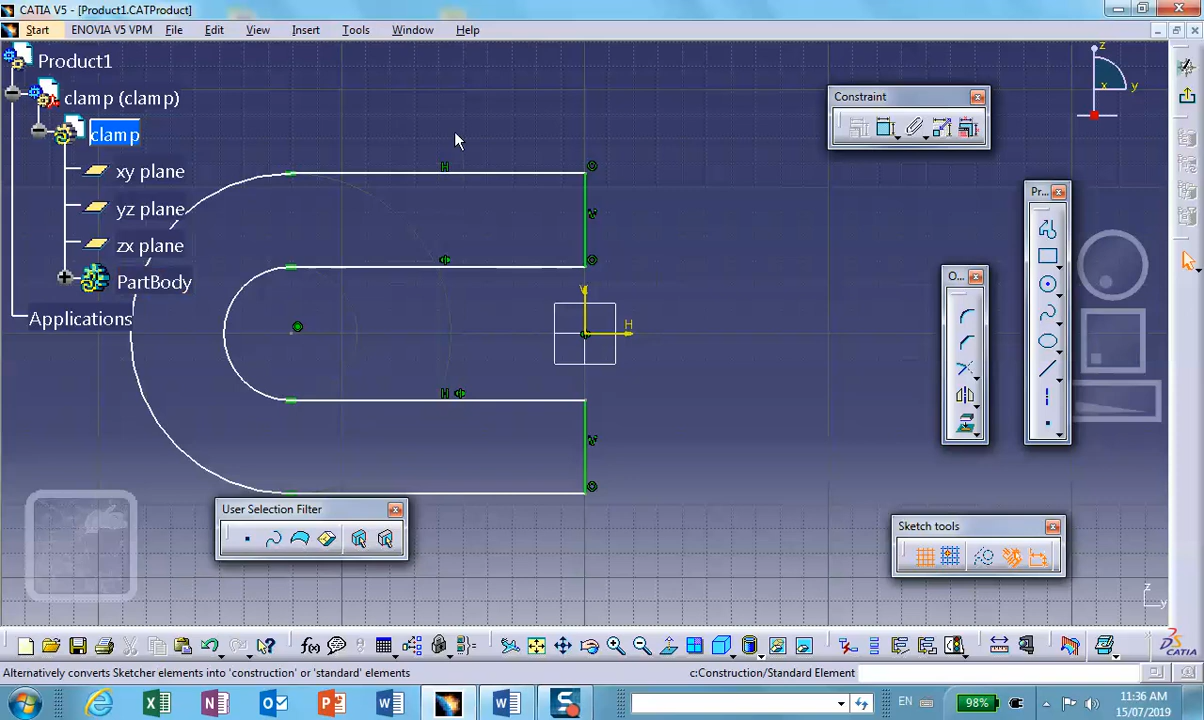 CATIA V5 - [Product1.CATProduct]
Start ENOVIA V5 VPM File Edit View Insert Tools Window Help
Product1
clamp (clamp)
clamp
xy plane
yz plane
zx plane
PartBody
Applications
z
x
y
Constraint
Pr...
O...
H
V
H
V
V
H
H
User Selection Filter
Sketch tools
z
y
CATIA
Alternatively converts Sketcher elements into 'construction' or 'standard' elements
c:Construction/Standard Element
EN
98%
11:36 AM
15/07/2019